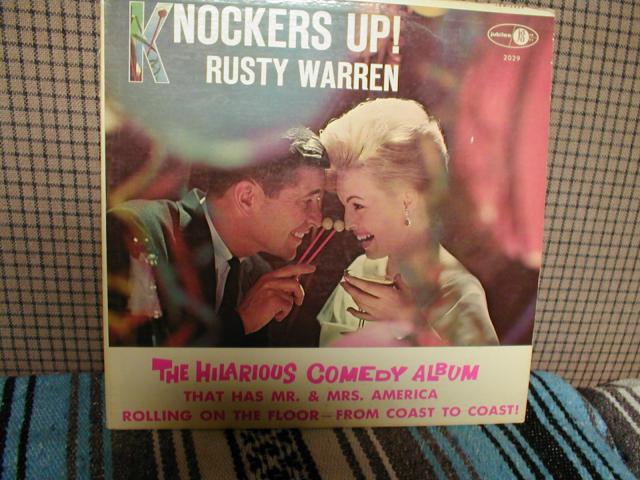 KNOCKERS UP!
RUSTY WARREN
jubilee
2029
THE HILARIOUS COMEDY ALBUM
THAT HAS MR. & MRS. AMERICA
ROLLING ON THE FLOOR—FROM COAST TO COAST!